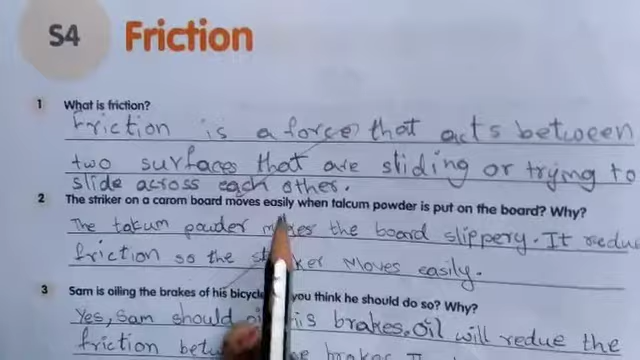 S4 Friction
1 What is friction?
Friction is a force that acts between
two surfaces that are sliding or trying to
slide across each other.
2 The striker on a carom board moves easily when talcum powder is put on the board? Why?
The takum powder the board slippery. It redu
friction so the moves easily.
3 Sam is oiling the brakes of his bicycle you think he should do so? Why?
Yes, Sam should his brakes. Oil will redue the
friction